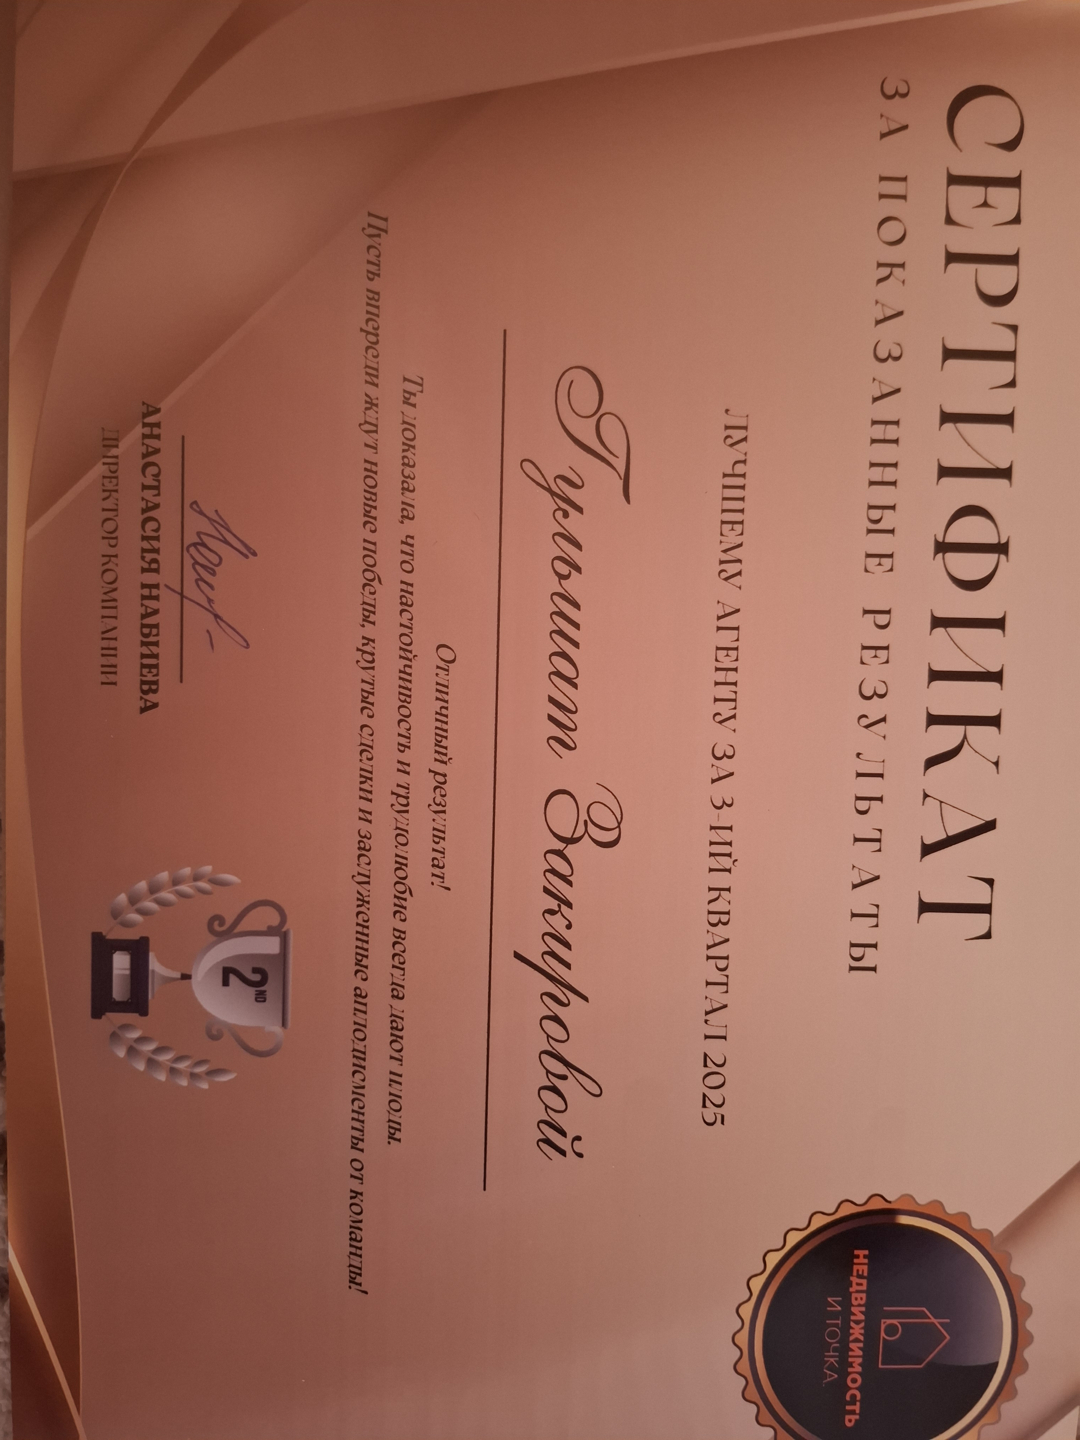 СЕРТИФИКАТ
ЗА ПОКАЗАННЫЕ РЕЗУЛЬТАТЫ
НЕДВИЖИМОСТЬ
И ТОЧКА
ЛУЧШЕМУ АГЕНТУ ЗА 3-ИЙ КВАРТАЛ 2025
Гульшат Закировой
Отличный результат!
Ты доказала, что настойчивость и трудолюбие всегда дают плоды.
Пусть впереди ждут новые победы, крутые сделки и заслуженные аплодисменты от команды!
АНАСТАСИЯ НАБИЕВА
ДИРЕКТОР КОМПАНИИ
2ND